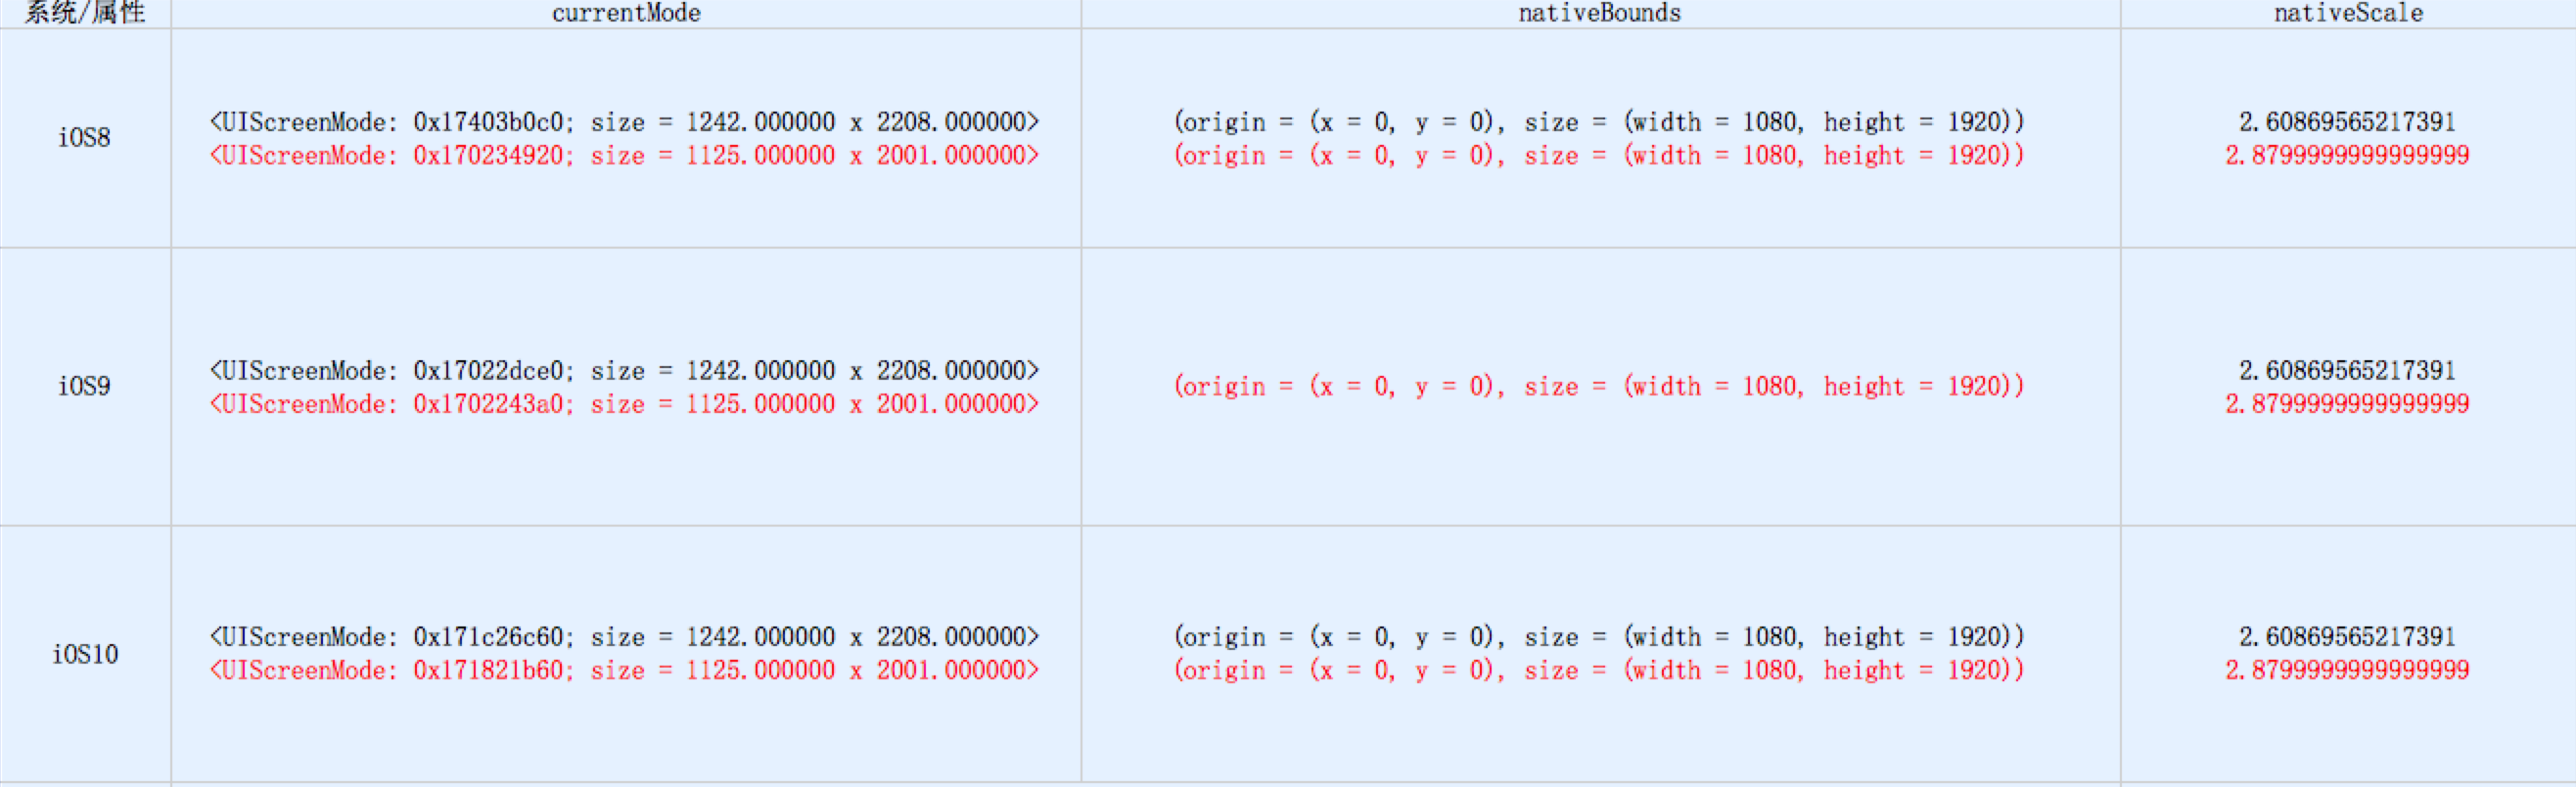 系统/属性 currentMode nativeBounds nativeScale
iOS8
<UIScreenMode: 0x17403b0c0; size = 1242.000000 x 2208.000000>
<UIScreenMode: 0x170234920; size = 1125.000000 x 2001.000000>
(origin = (x = 0, y = 0), size = (width = 1080, height = 1920))
(origin = (x = 0, y = 0), size = (width = 1080, height = 1920))
2.60869565217391
2.8799999999999999
iOS9
<UIScreenMode: 0x17022dce0; size = 1242.000000 x 2208.000000>
<UIScreenMode: 0x1702243a0; size = 1125.000000 x 2001.000000>
(origin = (x = 0, y = 0), size = (width = 1080, height = 1920))
2.60869565217391
2.8799999999999999
iOS10
<UIScreenMode: 0x171c26c60; size = 1242.000000 x 2208.000000>
<UIScreenMode: 0x171821b60; size = 1125.000000 x 2001.000000>
(origin = (x = 0, y = 0), size = (width = 1080, height = 1920))
(origin = (x = 0, y = 0), size = (width = 1080, height = 1920))
2.60869565217391
2.8799999999999999